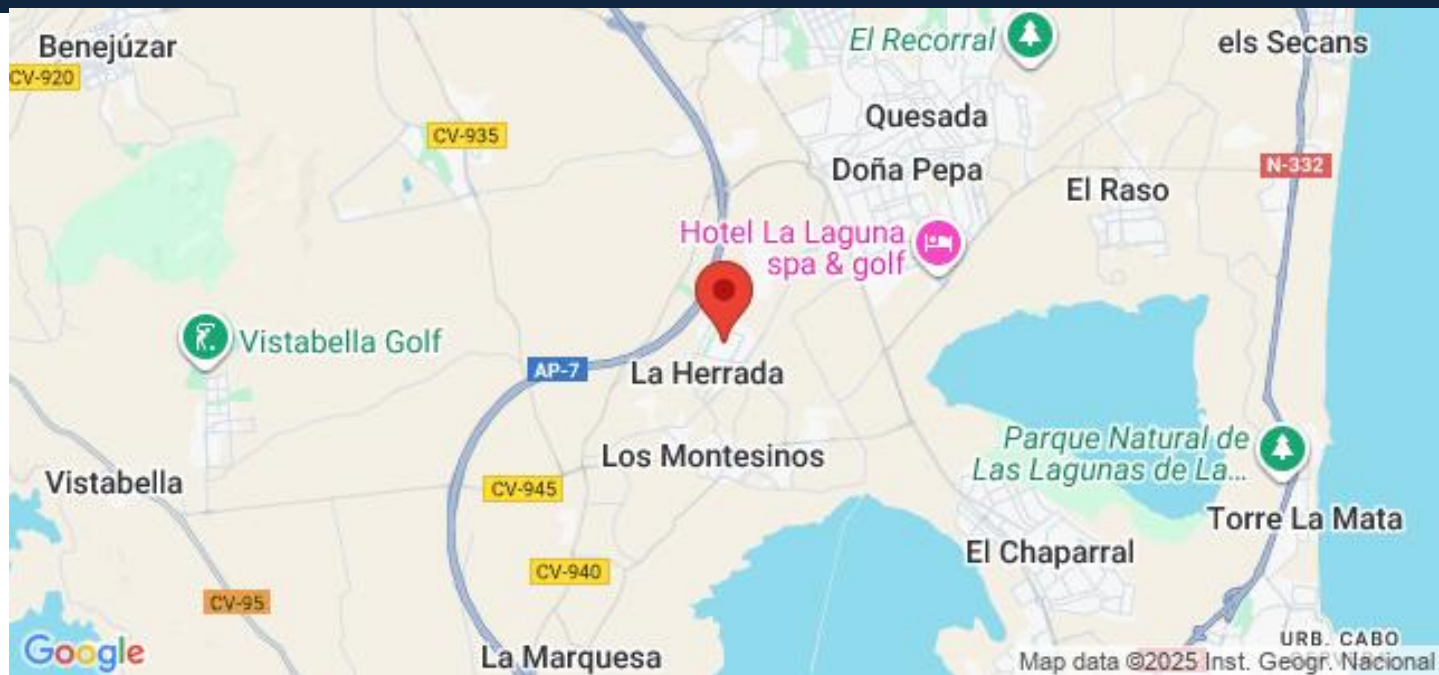 Benejúzar
El Recorral
els Secans
CV-920
Quesada
CV-935
Doña Pepa
N-332
El Raso
Hotel La Laguna
spa & golf
Vistabella Golf
AP-7
La Herrada
Parque Natural de
Las Lagunas de La...
Los Montesinos
Vistabella
CV-945
Torre La Mata
El Chaparral
CV-940
CV-95
URB. CABO
Google
La Marquesa
Map data ©2025 Inst. Geogr. Nacional